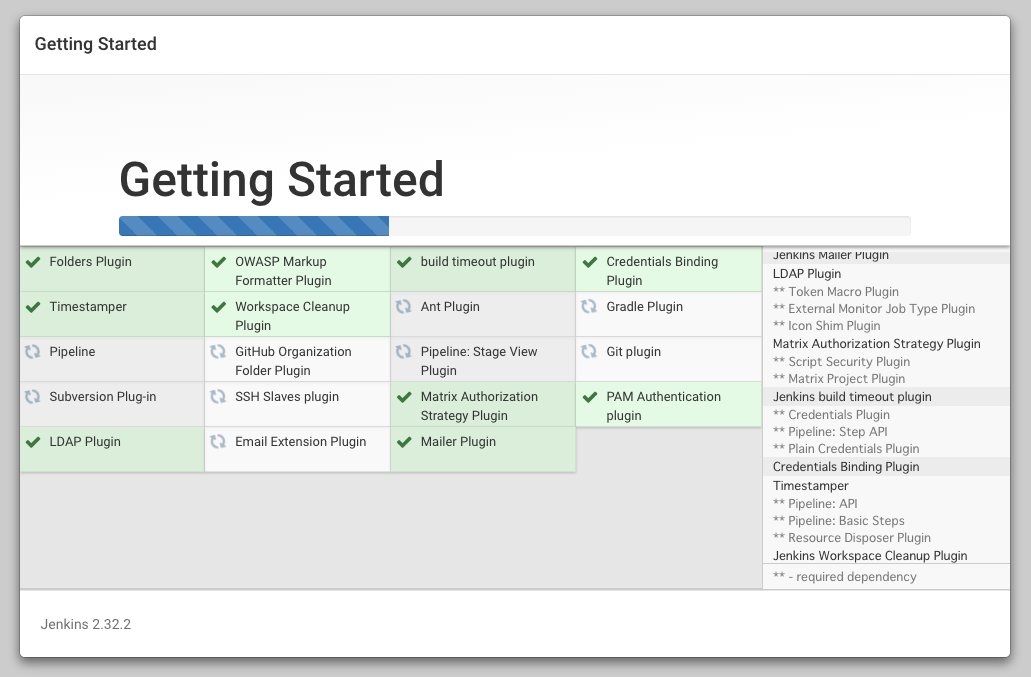 Getting Started
Getting Started
Folders Plugin
OWASP Markup
Formatter Plugin
build timeout plugin
Credentials Binding
Plugin
Timestamper
Workspace Cleanup
Plugin
Ant Plugin
Gradle Plugin
Pipeline
GitHub Organization
Folder Plugin
Pipeline: Stage View
Plugin
Git plugin
Subversion Plug-in
SSH Slaves plugin
Matrix Authorization
Strategy Plugin
PAM Authentication
plugin
LDAP Plugin
Email Extension Plugin
Mailer Plugin
Jenkins Mailer Plugin
LDAP Plugin
** Token Macro Plugin
** External Monitor Job Type Plugin
** Icon Shim Plugin
Matrix Authorization Strategy Plugin
** Script Security Plugin
** Matrix Project Plugin
Jenkins build timeout plugin
** Credentials Plugin
** Pipeline: Step API
** Plain Credentials Plugin
Credentials Binding Plugin
Timestamper
** Pipeline: API
** Pipeline: Basic Steps
** Resource Disposer Plugin
Jenkins Workspace Cleanup Plugin
** - required dependency
Jenkins 2.32.2